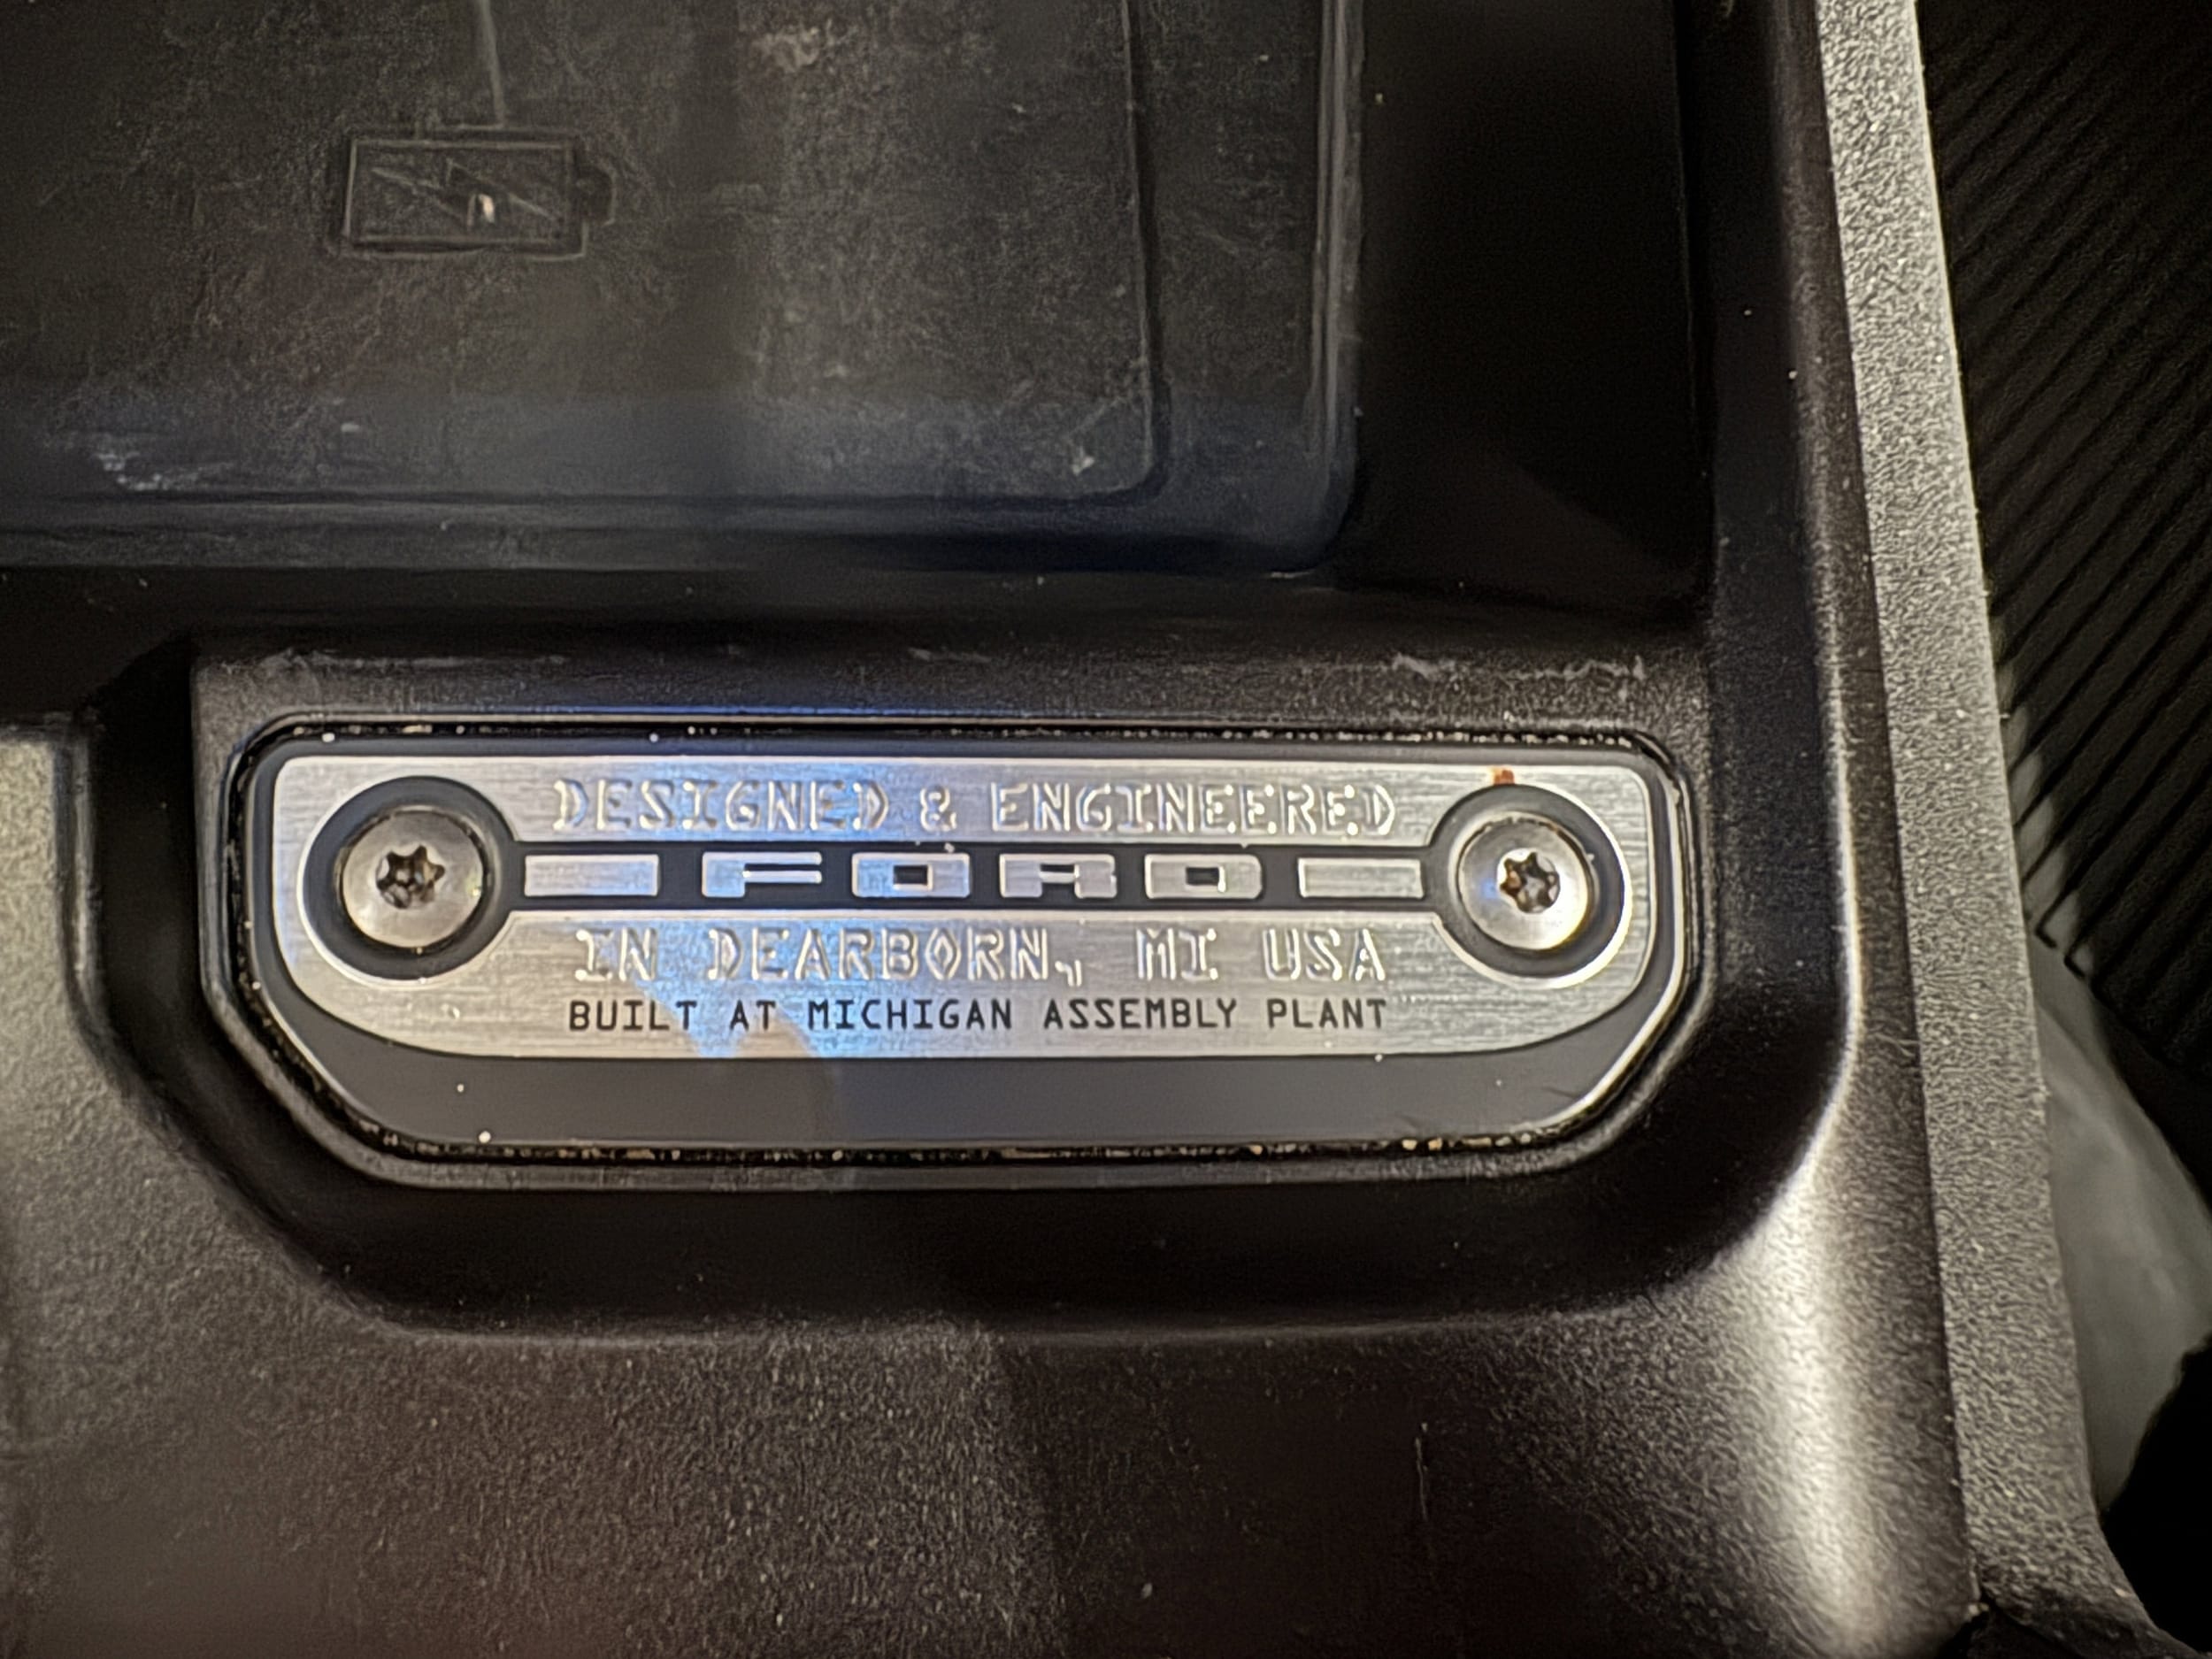 DESIGNED & ENGINEERED
FORD
IN DEARBORN, MI USA
BUILT AT MICHIGAN ASSEMBLY PLANT